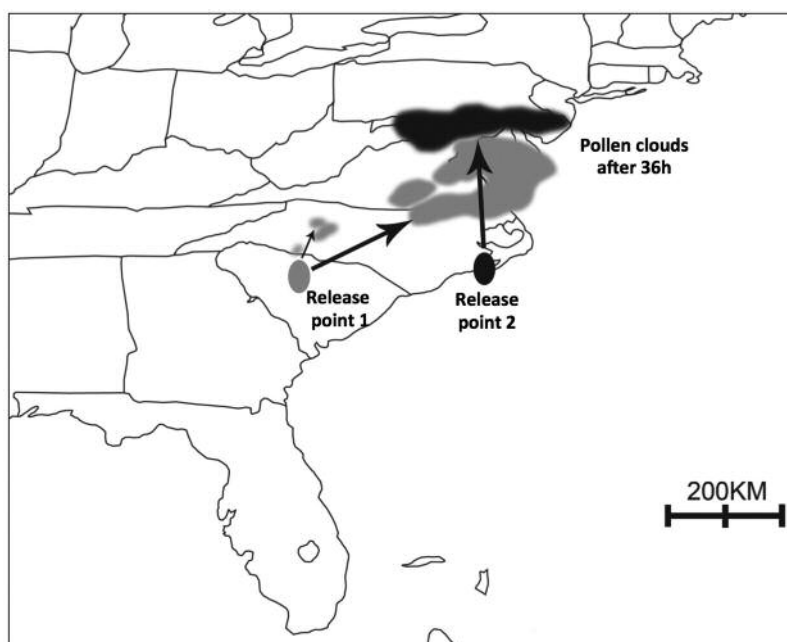 Pollen clouds
after 36h
Release
point 1
Release
point 2
200KM